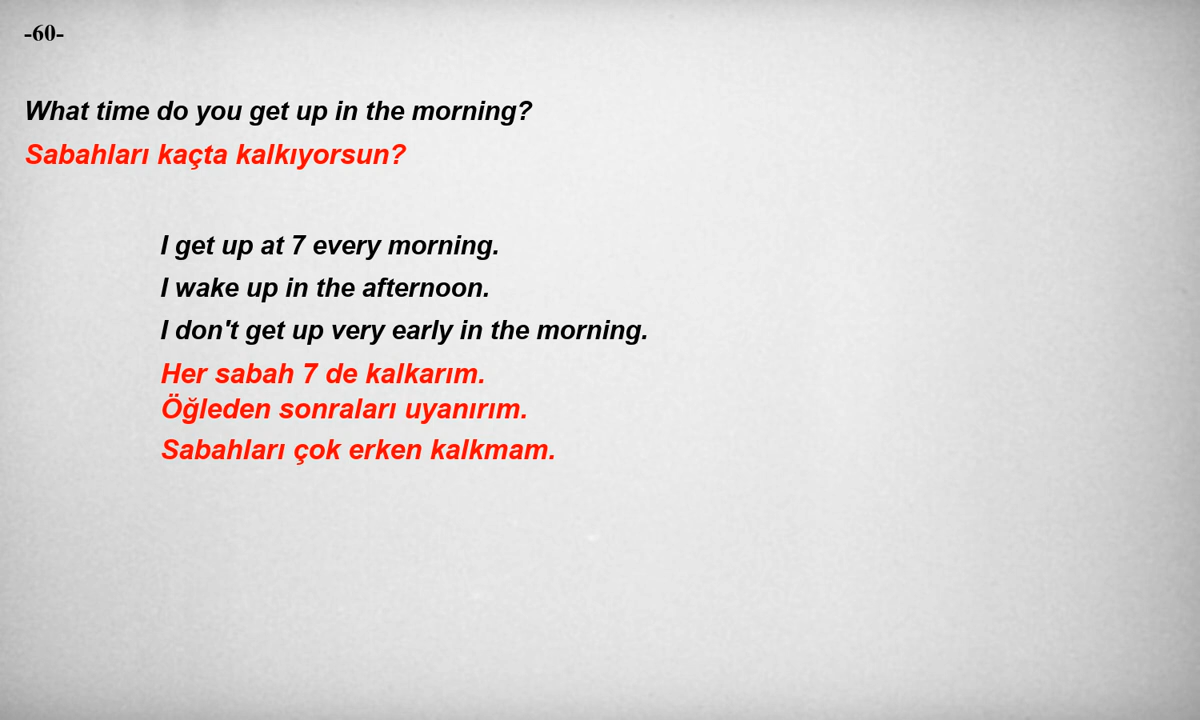 -60-
What time do you get up in the morning?
Sabahları kaçta kalkıyorsun?
I get up at 7 every morning.
I wake up in the afternoon.
I don't get up very early in the morning.
Her sabah 7 de kalkarım.
Öğleden sonraları uyanırım.
Sabahları çok erken kalkmam.